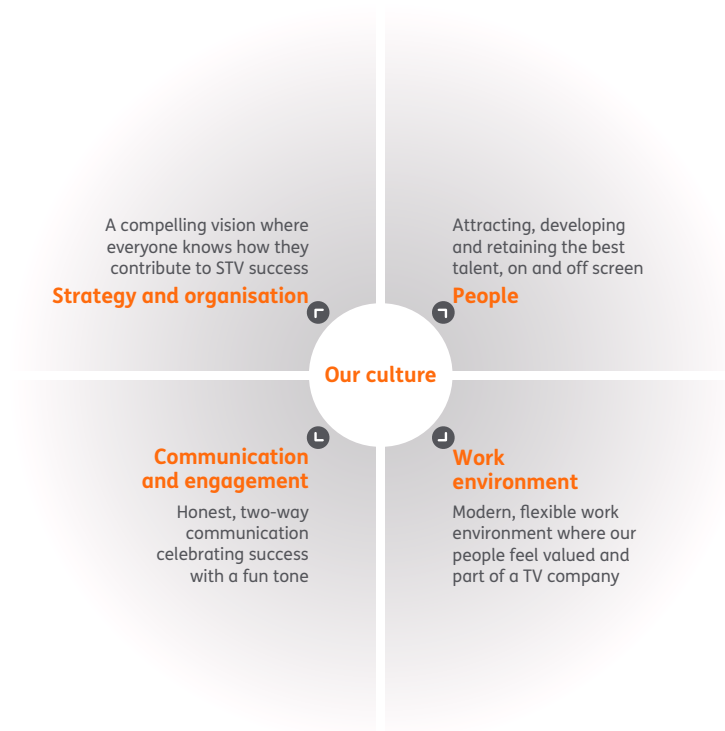 A compelling vision where
everyone knows how they
contribute to STV success
Strategy and organisation
Attracting, developing
and retaining the best
talent, on and off screen
People
Our culture
Communication
and engagement
Honest, two-way
communication
celebrating success
with a fun tone
Work
environment
Modern, flexible work
environment where our
people feel valued and
part of a TV company